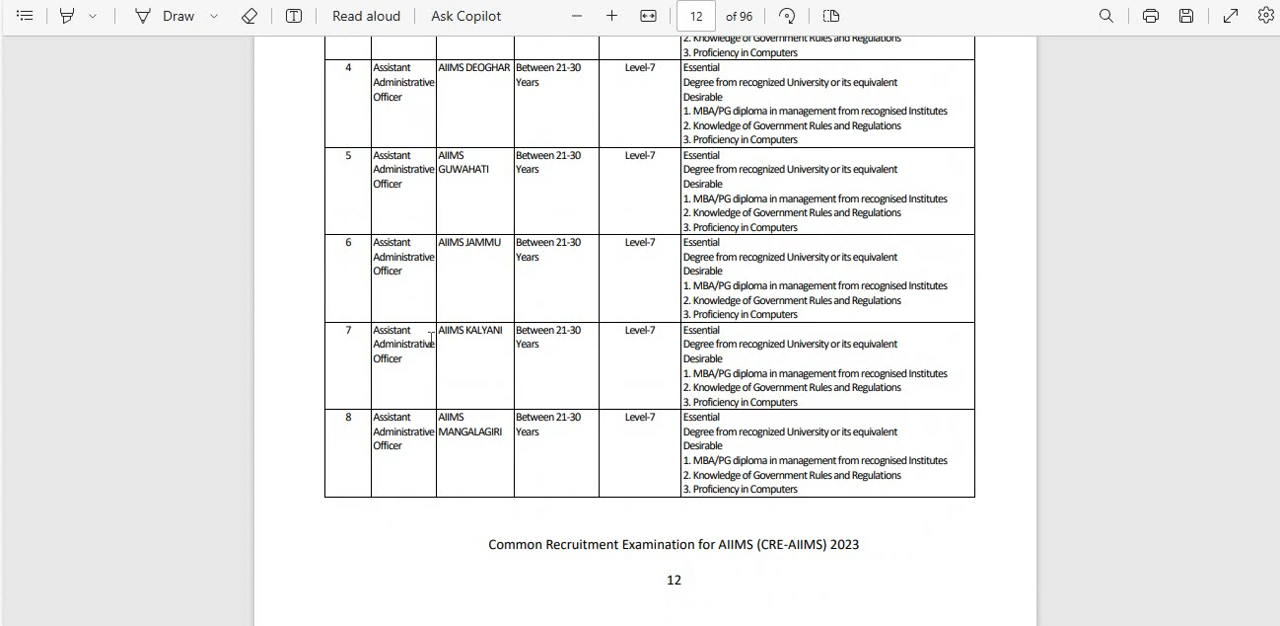 Draw
Read aloud
Ask Copilot
12 of 96
2. Knowledge of Government Rules and Regulations
3. Proficiency in Computers
4 Assistant AIIMS DEOGHAR Between 21-30 Level-7 Essential
Administrative Years Degree from recognized University or its equivalent
Officer Desirable
1. MBA/PG diploma in management from recognised Institutes
2. Knowledge of Government Rules and Regulations
3. Proficiency in Computers
5 Assistant AIIMS Between 21-30 Level-7 Essential
Administrative GUWAHATI Years Degree from recognized University or its equivalent
Officer Desirable
1. MBA/PG diploma in management from recognised Institutes
2. Knowledge of Government Rules and Regulations
3. Proficiency in Computers
6 Assistant AIIMS JAMMU Between 21-30 Level-7 Essential
Administrative Years Degree from recognized University or its equivalent
Officer Desirable
1. MBA/PG diploma in management from recognised Institutes
2. Knowledge of Government Rules and Regulations
3. Proficiency in Computers
7 Assistant AIIMS KALYANI Between 21-30 Level-7 Essential
Administrative Years Degree from recognized University or its equivalent
Officer Desirable
1. MBA/PG diploma in management from recognised Institutes
2. Knowledge of Government Rules and Regulations
3. Proficiency in Computers
8 Assistant AIIMS Between 21-30 Level-7 Essential
Administrative MANGALAGIRI Years Degree from recognized University or its equivalent
Officer Desirable
1. MBA/PG diploma in management from recognised Institutes
2. Knowledge of Government Rules and Regulations
3. Proficiency in Computers
Common Recruitment Examination for AIIMS (CRE-AIIMS) 2023
12